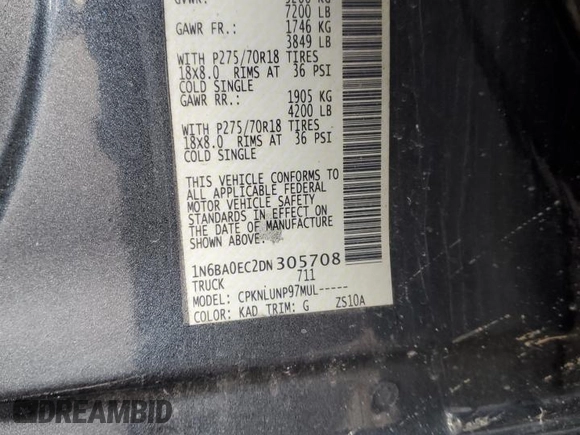 7200 LB
GAWR FR.: 1746 KG
3849 LB
WITH P275/70R18 TIRES
18X8.0 RIMS AT 36 PSI
COLD SINGLE
GAWR RR.: 1905 KG
4200 LB
WITH P275/70R18 TIRES
18X8.0 RIMS AT 36 PSI
COLD SINGLE
THIS VEHICLE CONFORMS TO
ALL APPLICABLE FEDERAL
MOTOR VEHICLE SAFETY
STANDARDS IN EFFECT ON
THE DATE OF MANUFACTURE
SHOWN ABOVE.
1N6BA0EC2DN305708
TRUCK 711
MODEL: CPKNLUNP97MUL-----
COLOR: KAD TRIM: G ZS10A
DREAMBID